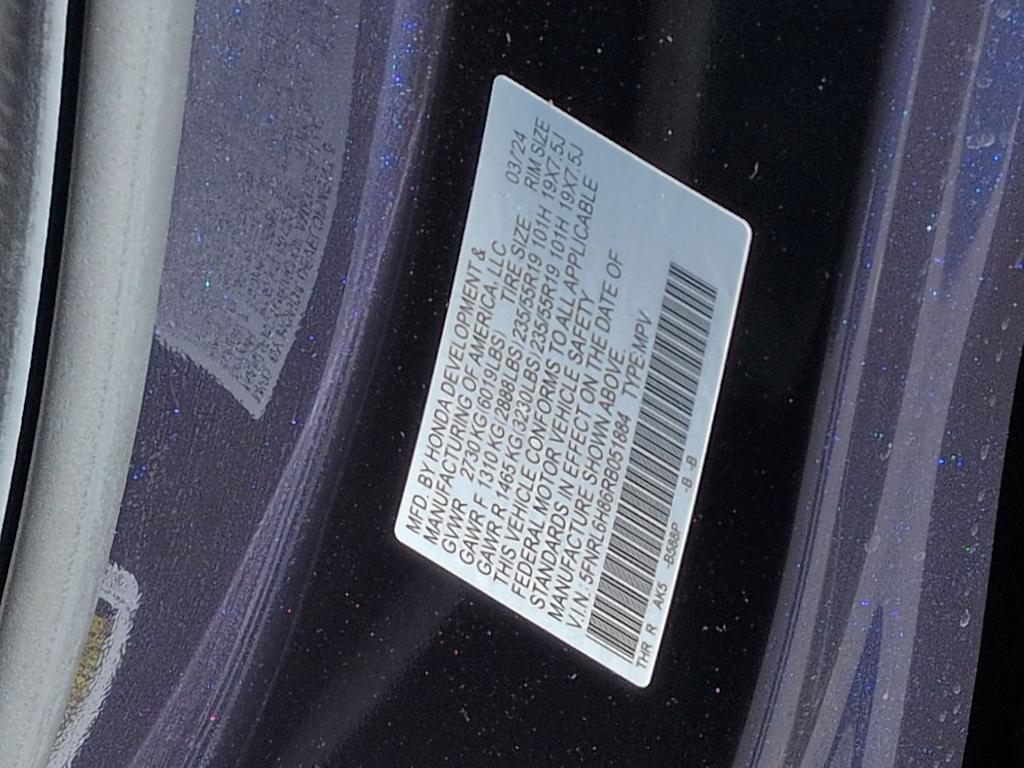 MFD. BY HONDA DEVELOPMENT &
MANUFACTURING OF AMERICA, LLC 03/24
GVWR 2730 KG(6019LBS) TIRE SIZE RIM SIZE
GAWR F 1310 KG(2888LBS) 235/55R19 101H 19X7.5J
GAWR R 1465 KG(3230LBS) 235/55R19 101H 19X7.5J
THIS VEHICLE CONFORMS TO ALL APPLICABLE
FEDERAL MOTOR VEHICLE SAFETY
STANDARDS IN EFFECT ON THE DATE OF
MANUFACTURE SHOWN ABOVE.
V.I.N: 5FNRL6H86RB051884 TYPE:MPV
THR R AK5 -B588P -B -B